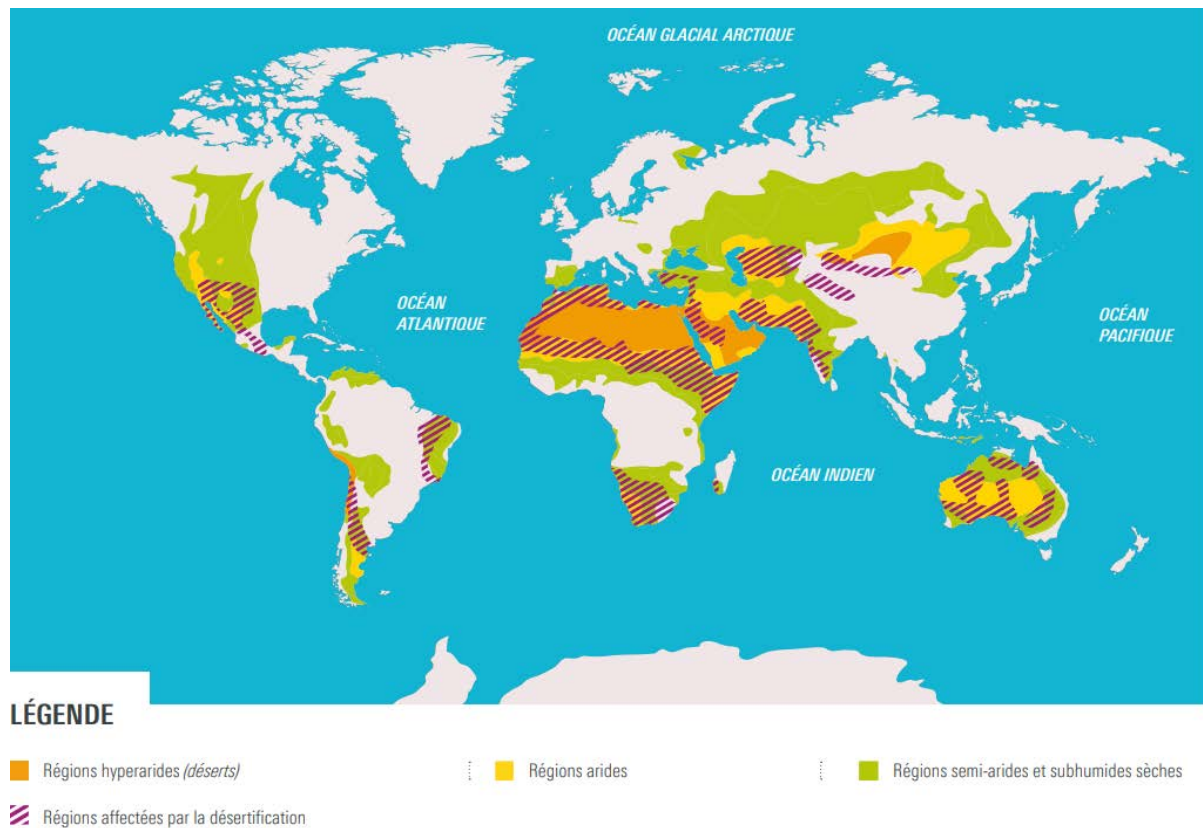 OCÉAN GLACIAL ARCTIQUE
OCÉAN
ATLANTIQUE
OCÉAN
PACIFIQUE
OCÉAN INDIEN
LÉGENDE
Régions hyperarides (déserts)
Régions arides
Régions semi-arides et subhumides sèches
Régions affectées par la désertification